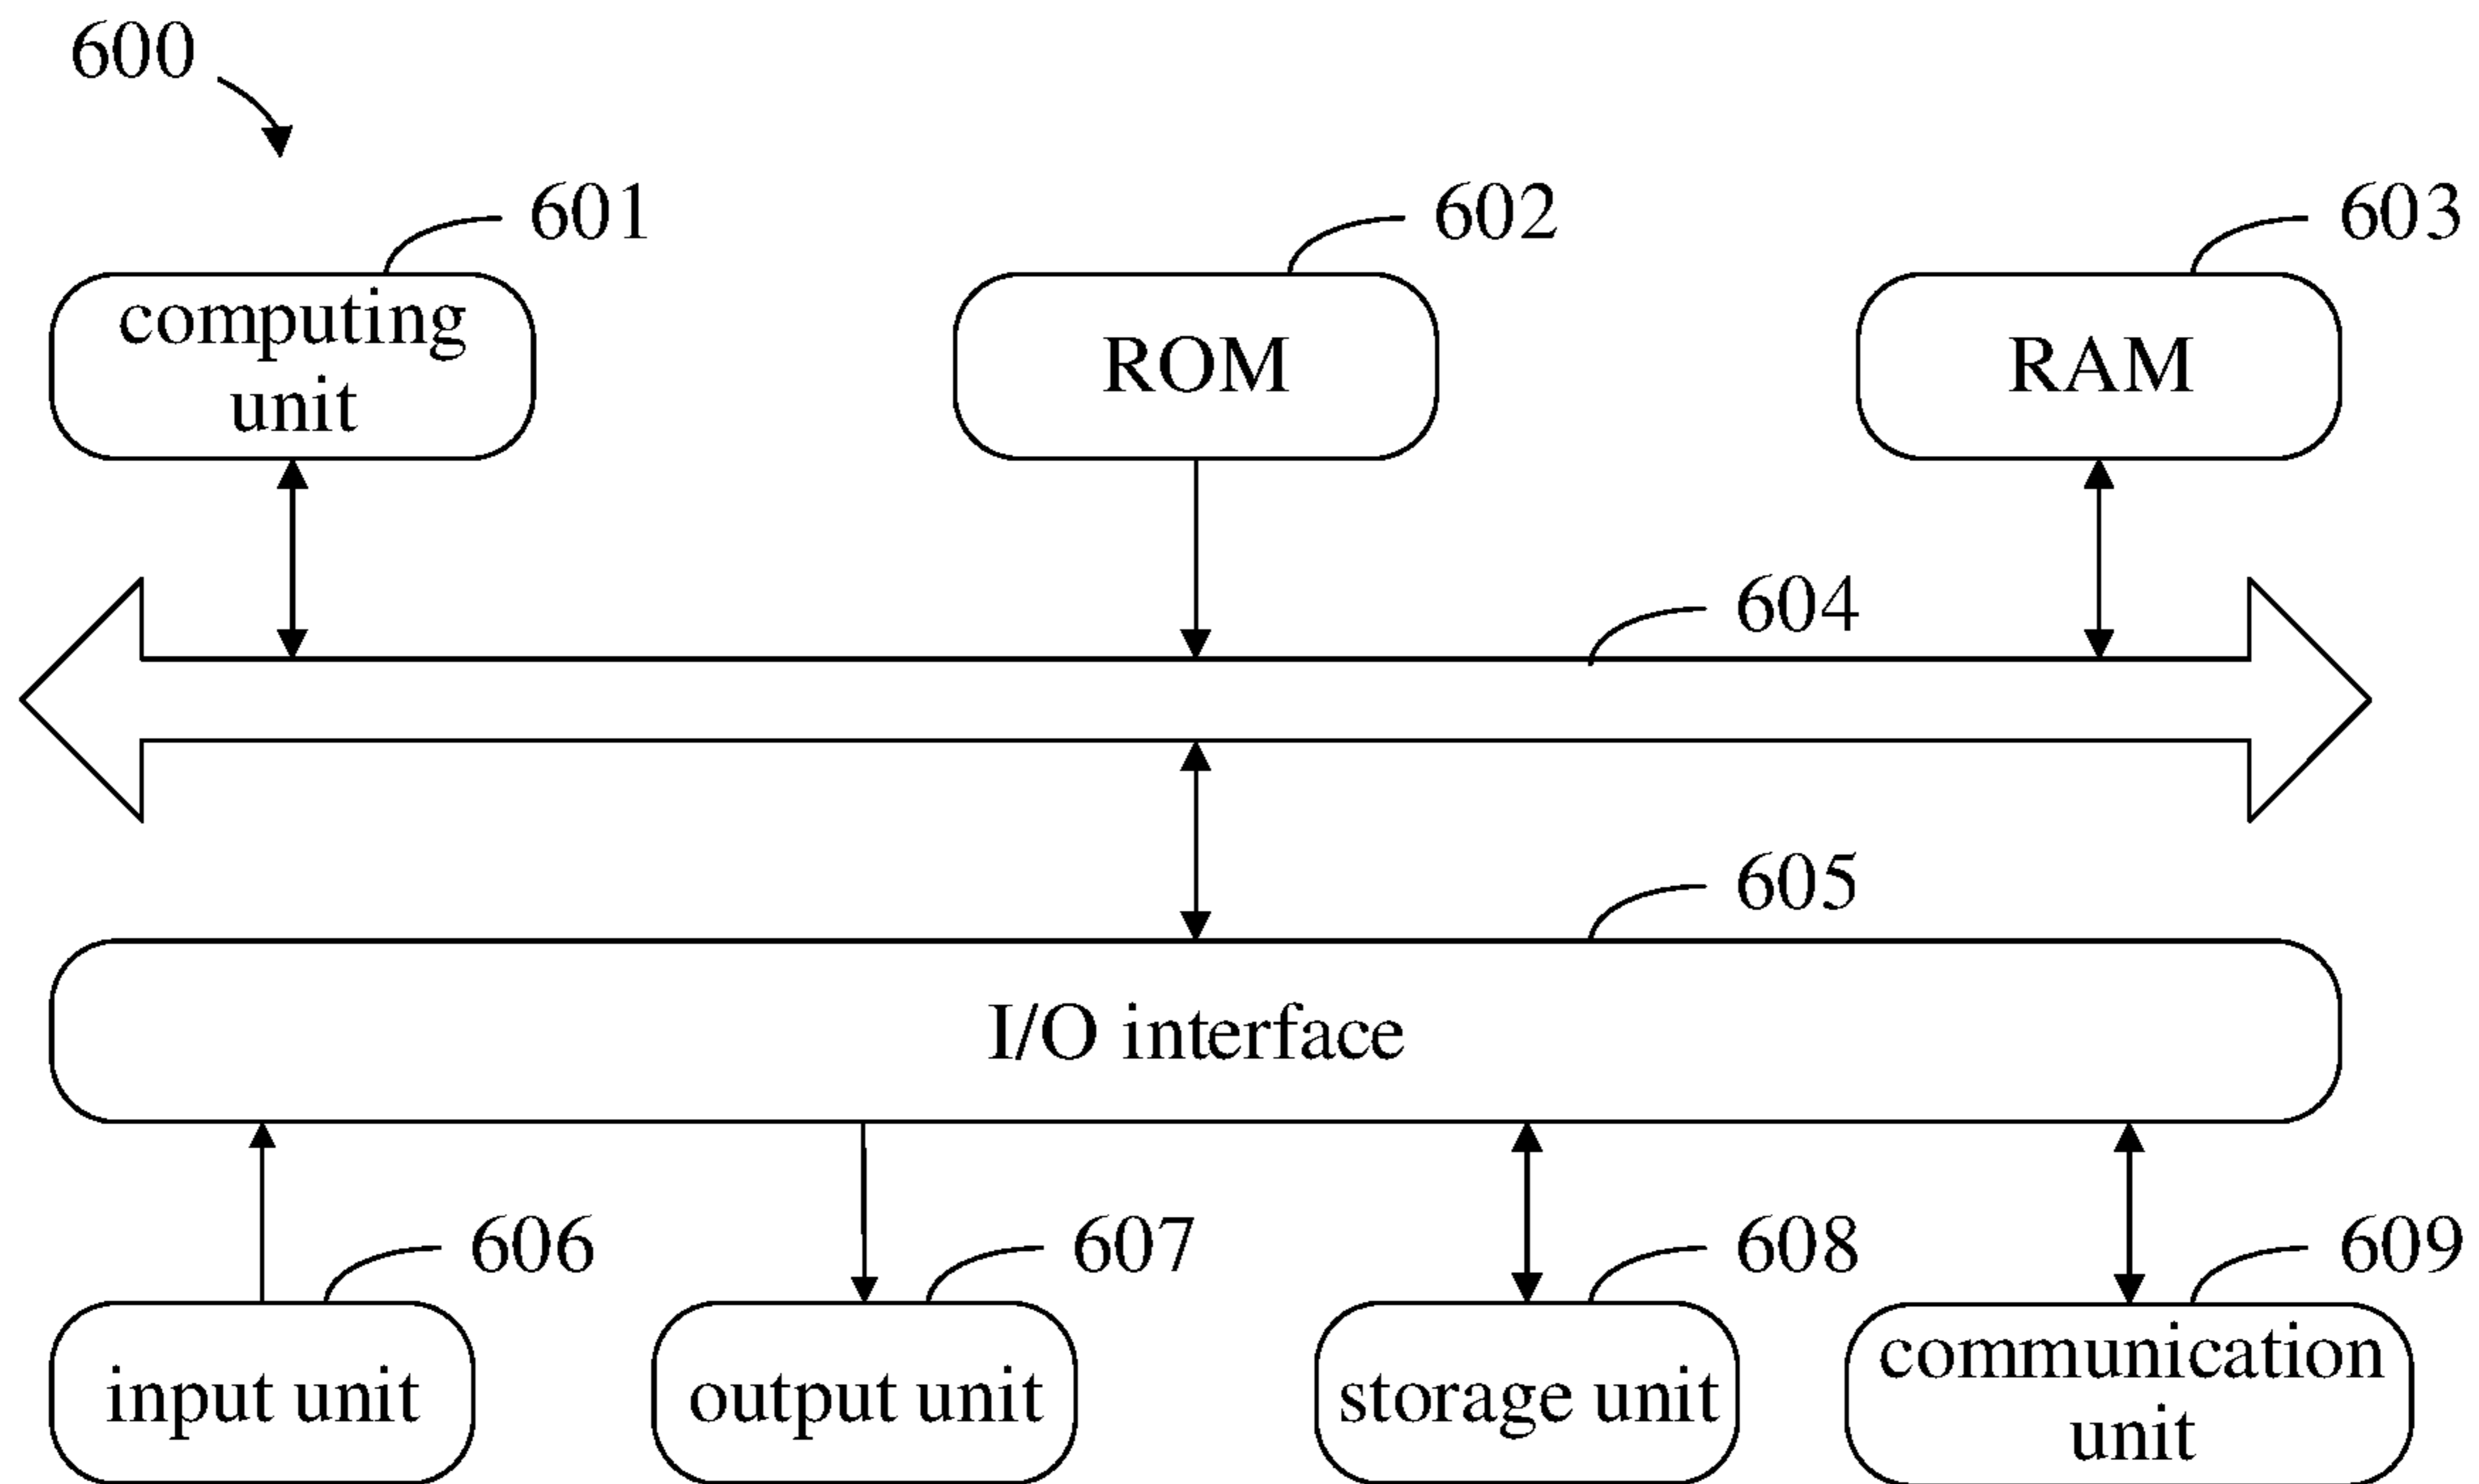 600
601
602
603
computing
unit
ROM
RAM
604
605
I/O interface
606
607
608
609
input unit
output unit
storage unit
communication
unit